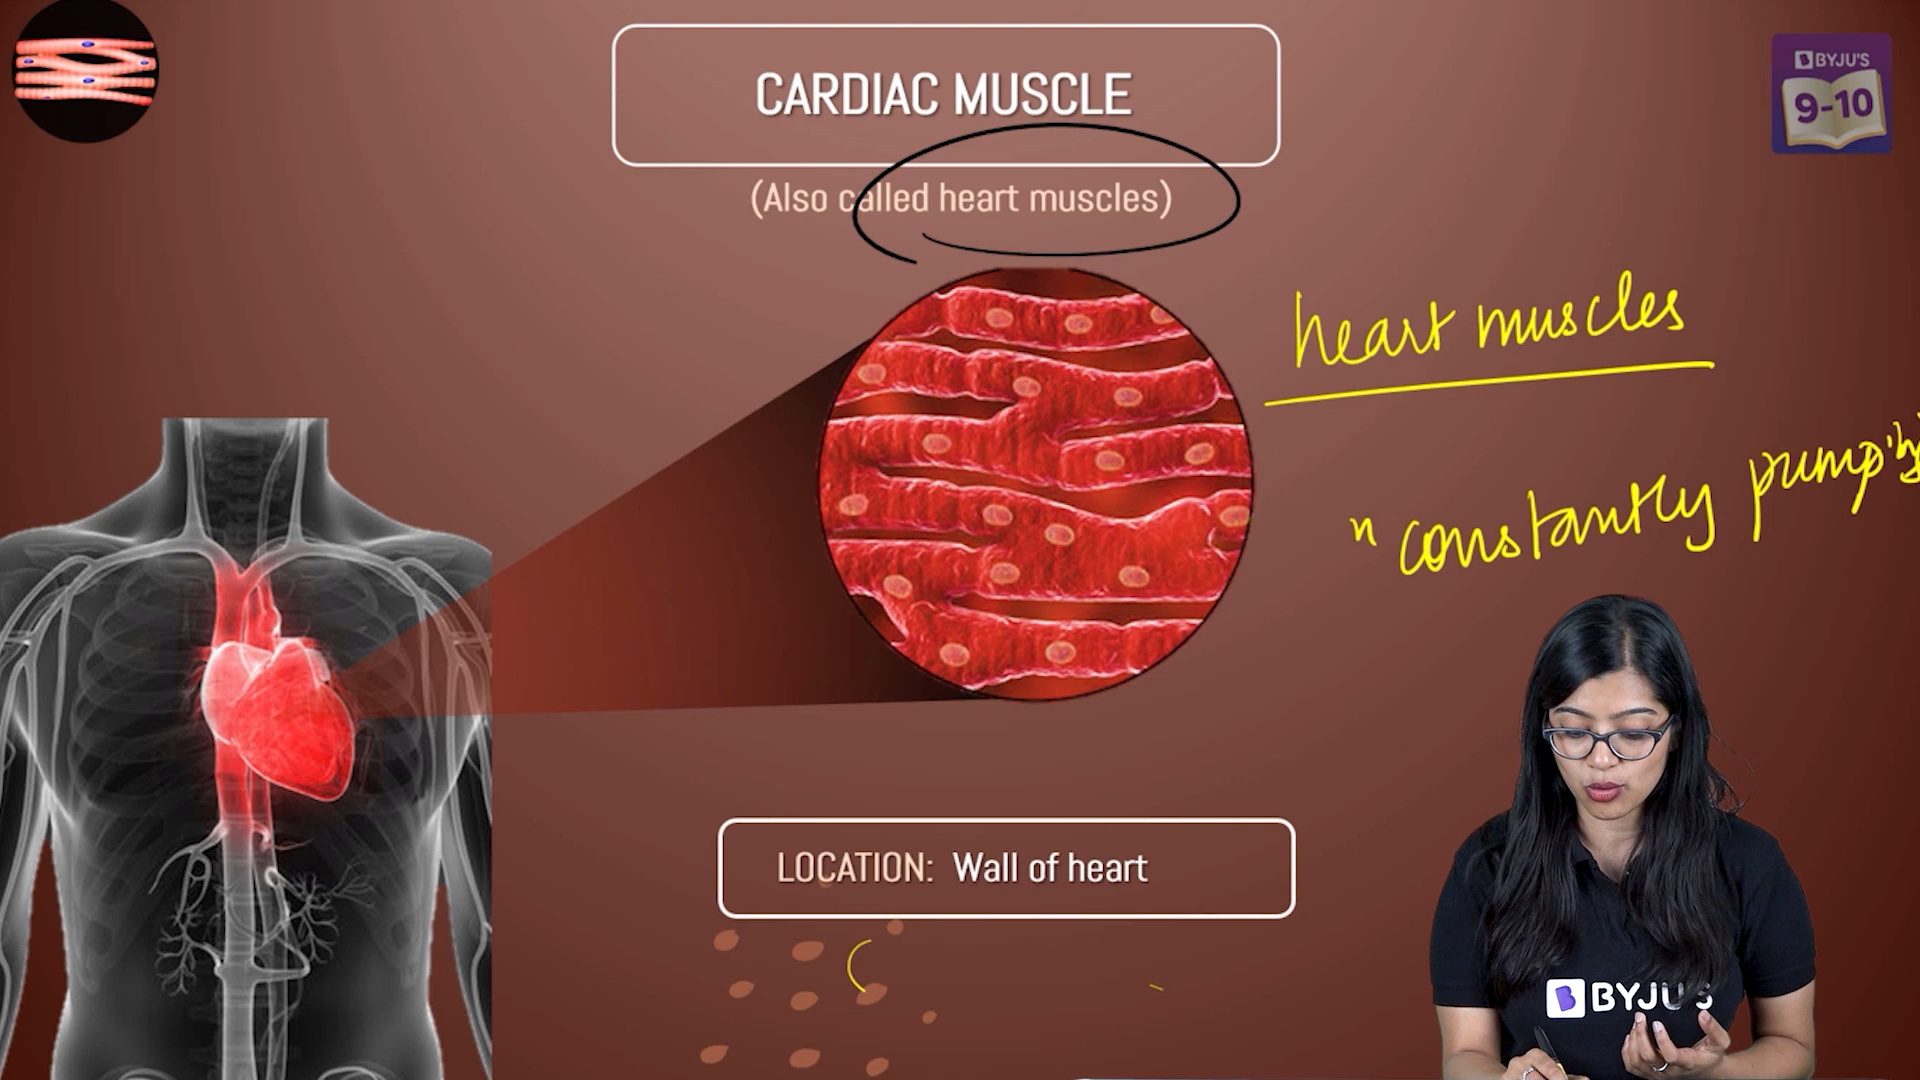 CARDIAC MUSCLE
(Also called heart muscles)
BYJU'S
9-10
heart muscles
" constantly pump'g
LOCATION: Wall of heart
BYJU'S